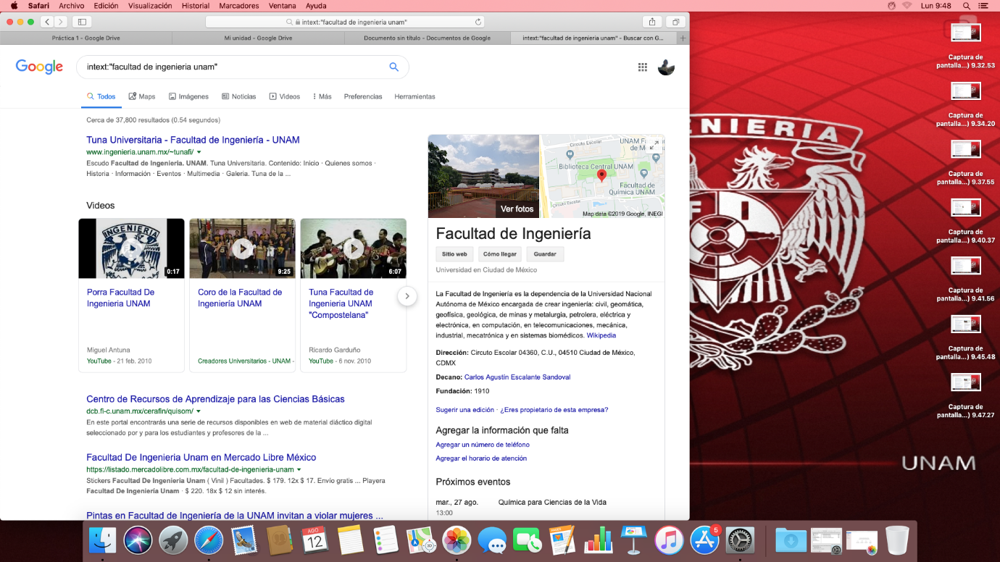 Safari Archivo Edición Visualización Historial Marcadores Ventana Ayuda
Lun 9:48
intext:"facultad de ingenieria unam"
Práctica 1 - Google Drive
Mi unidad - Google Drive
Documento sin título - Documentos de Google
intext:"facultad de ingenieria unam" - Buscar con G...
Google
intext:"facultad de ingenieria unam"
Todos Maps Imágenes Noticias Videos Más Preferencias Herramientas
Cerca de 37,800 resultados (0.54 segundos)
Tuna Universitaria - Facultad de Ingeniería - UNAM
www.ingenieria.unam.mx/~tunafi/
Escudo Facultad de Ingenieria. UNAM. Tuna Universitaria. Contenido: Inicio · Quienes somos ·
Historia · Información · Eventos · Multimedia · Galeria. Tuna de la ...
Videos
INGENIERIA
0:17
9:25
6:07
Porra Facultad De
Ingenieria UNAM
Miguel Antuna
YouTube - 21 feb. 2010
Coro de la Facultad de
Ingeniería UNAM
Creadores Universitarios - UNAM -
Tuna Facultad de
Ingenieria UNAM
"Compostelana"
Ricardo Garduño
YouTube - 6 nov. 2010
Centro de Recursos de Aprendizaje para las Ciencias Básicas
dcb.fi-c.unam.mx/cerafin/quisom/
En este portal encontrarás una serie de recursos disponibles en web de material diáctico digital
seleccionado por y para los estudiantes y profesores de la ...
Facultad De Ingenieria Unam en Mercado Libre México
https://listado.mercadolibre.com.mx/facultad-de-ingenieria-unam
Stickers Facultad De Ingenieria Unam ( Vinil ) Facultades. $ 179. 12x $ 17. Envío gratis ... Playera
Facultad De Ingeniería Unam · $ 220. 18x $ 12 sin interés.
Pintas en Facultad de Ingeniería de la UNAM invitan a violar mujeres ...
Ver fotos
Circuito Escolar
UNAM F
de M
Au
Biblioteca Central UNAM
Facultad de
Química UNAM
Circuito Escolar
Map data ©2019 Google, INEGI
Facultad de Ingeniería
Sitio web
Cómo llegar
Guardar
Universidad en Ciudad de México
La Facultad de Ingeniería es la dependencia de la Universidad Nacional
Autónoma de México encargada de crear ingeniería: civil, geomática,
geofísica, geológica, de minas y metalurgia, petrolera, eléctrica y
electrónica, en computación, en telecomunicaciones, mecánica,
industrial, mecatrónica y en sistemas biomédicos. Wikipedia
Dirección: Circuto Escolar 04360, C.U., 04510 Ciudad de México,
CDMX
Decano: Carlos Agustín Escalante Sandoval
Fundación: 1910
Sugerir una edición · ¿Eres propietario de esta empresa?
Agregar la información que falta
Agregar un número de teléfono
Agregar el horario de atención
Próximos eventos
mar., 27 ago. Química para Ciencias de la Vida
13:00
NIERIA
F I
UNAM
Captura de
pantalla...) 9.32.53
Captura de
pantalla...) 9.34.20
Captura de
pantalla...) 9.37.55
Captura de
pantalla...) 9.40.37
Captura de
pantalla...) 9.41.56
Captura de
pantalla...) 9.45.48
Captura de
pantalla...) 9.47.27
AGO
12
3D
PAGES
5